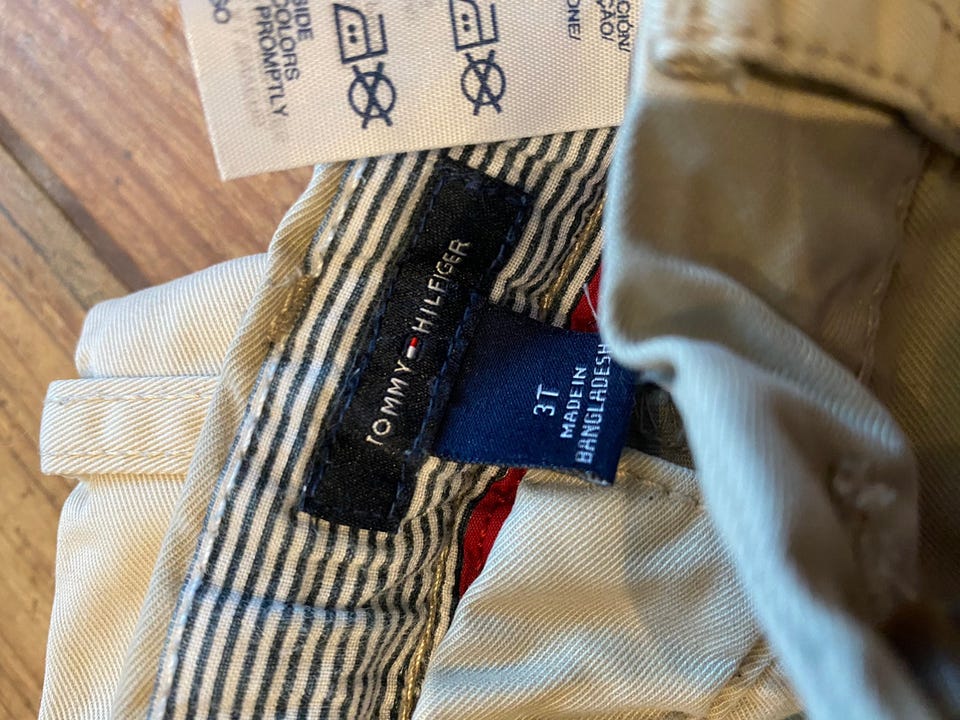 TOMMY HILFIGER
3T
MADE IN
BANGLADESH
SIDE
COLORS
PROMPTLY